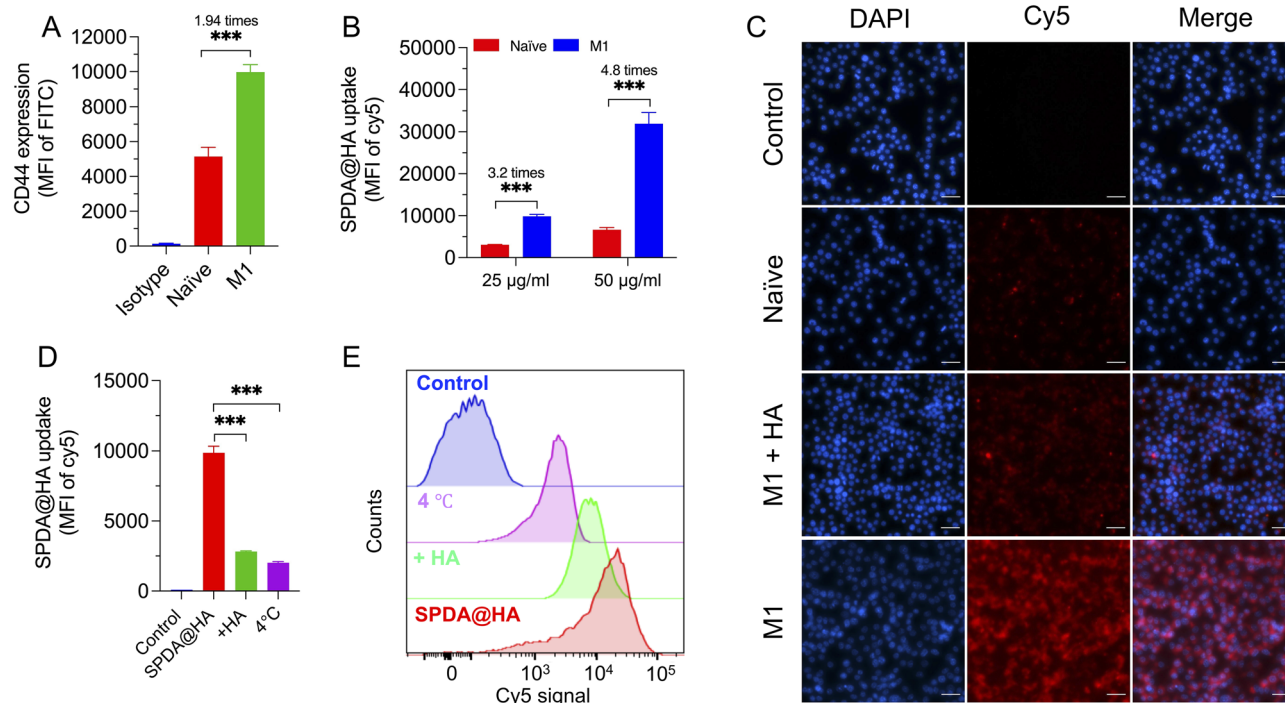 A
1.94 times
***
CD44 expression
(MFI of FITC)
12000
10000
8000
6000
4000
2000
0
Isotype
Naïve
M1
B
Naïve
M1
SPDA@HA uptake
(MFI of cy5)
50000
40000
30000
20000
10000
0
3.2 times
***
4.8 times
***
25 µg/ml
50 µg/ml
C
DAPI
Cy5
Merge
Control
Naïve
M1 + HA
M1
D
SPDA@HA updake
(MFI of cy5)
15000
10000
5000
0
***
***
Control
SPDA@HA
+HA
4°C
E
Counts
Control
4 °C
+ HA
SPDA@HA
0
10³
10⁴
10⁵
Cy5 signal